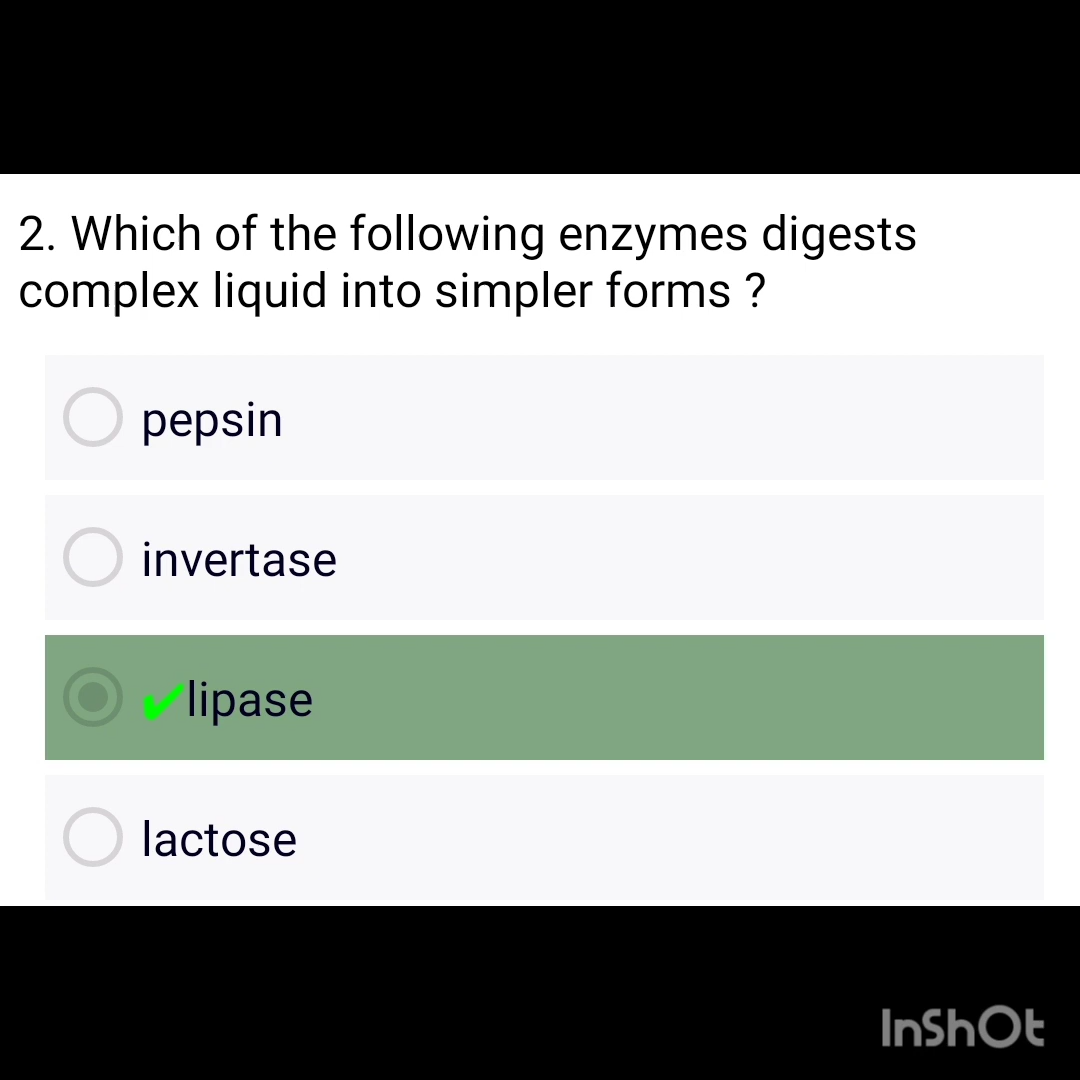 2. Which of the following enzymes digests
complex liquid into simpler forms ?
pepsin
invertase
✔lipase
lactose
InShOt